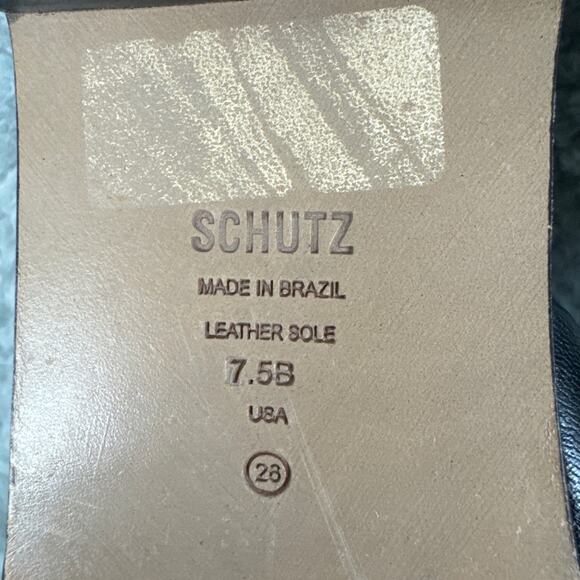 SCHUTZ
MADE IN BRAZIL
LEATHER SOLE
7.5B
USA
26